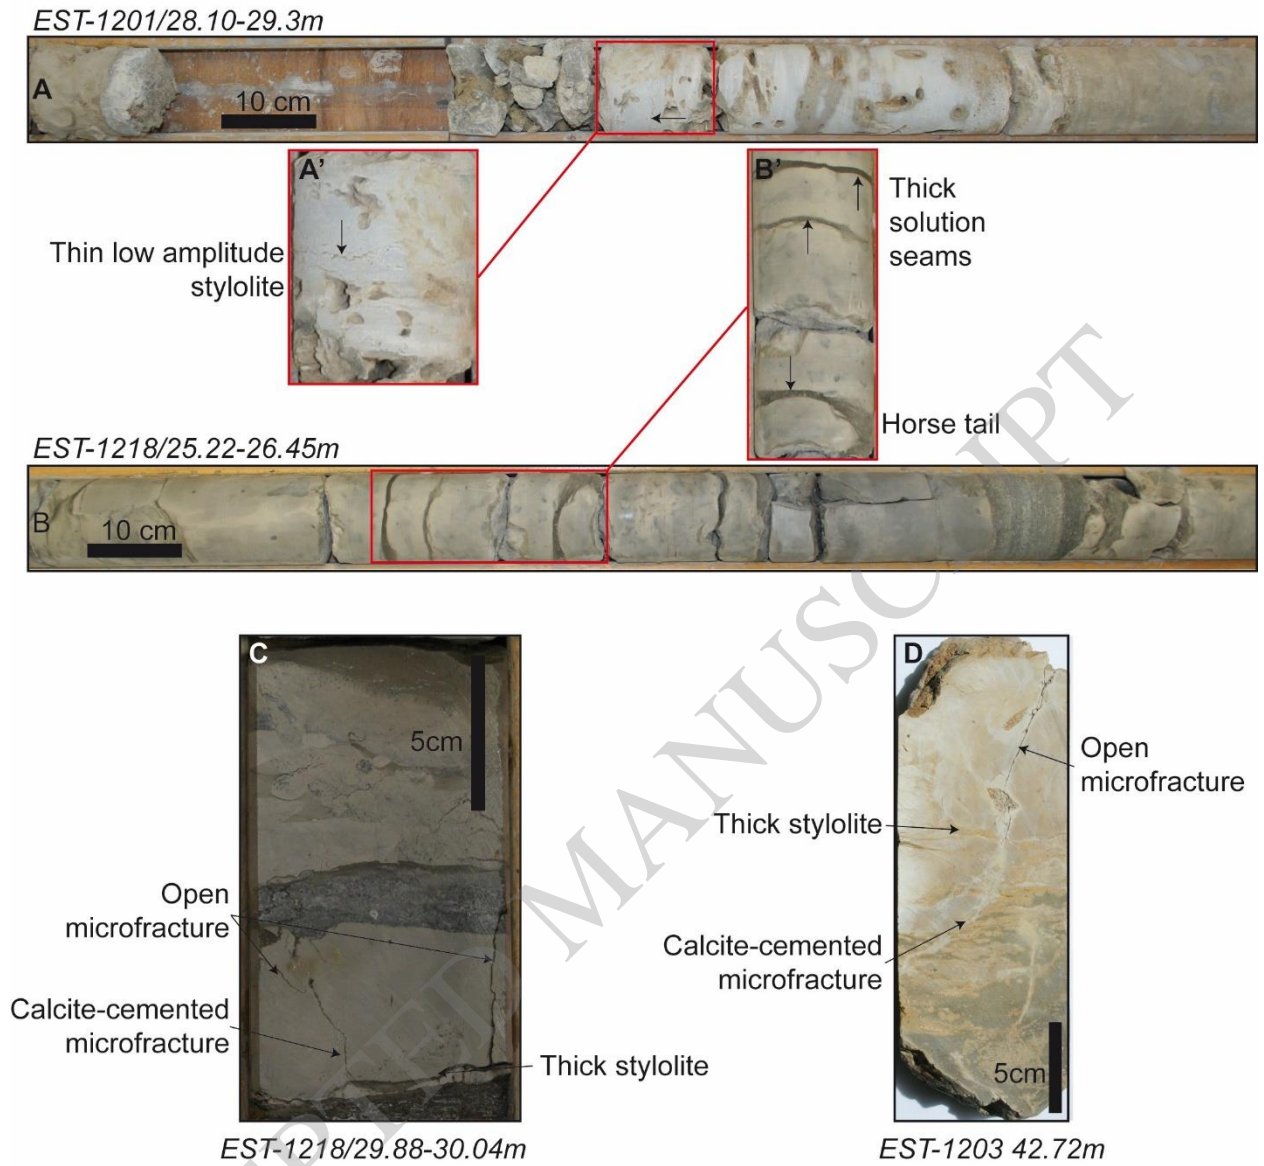 EST-1201/28.10-29.3m
A
10 cm
A’
B’
Thick
solution
seams
Thin low amplitude
stylolite
Horse tail
EST-1218/25.22-26.45m
B
10 cm
C
5cm
Open
microfracture
Calcite-cemented
microfracture
Thick stylolite
EST-1218/29.88-30.04m
D
Open
microfracture
Thick stylolite
Calcite-cemented
microfracture
5cm
EST-1203 42.72m
PTED MANUSCRIPT